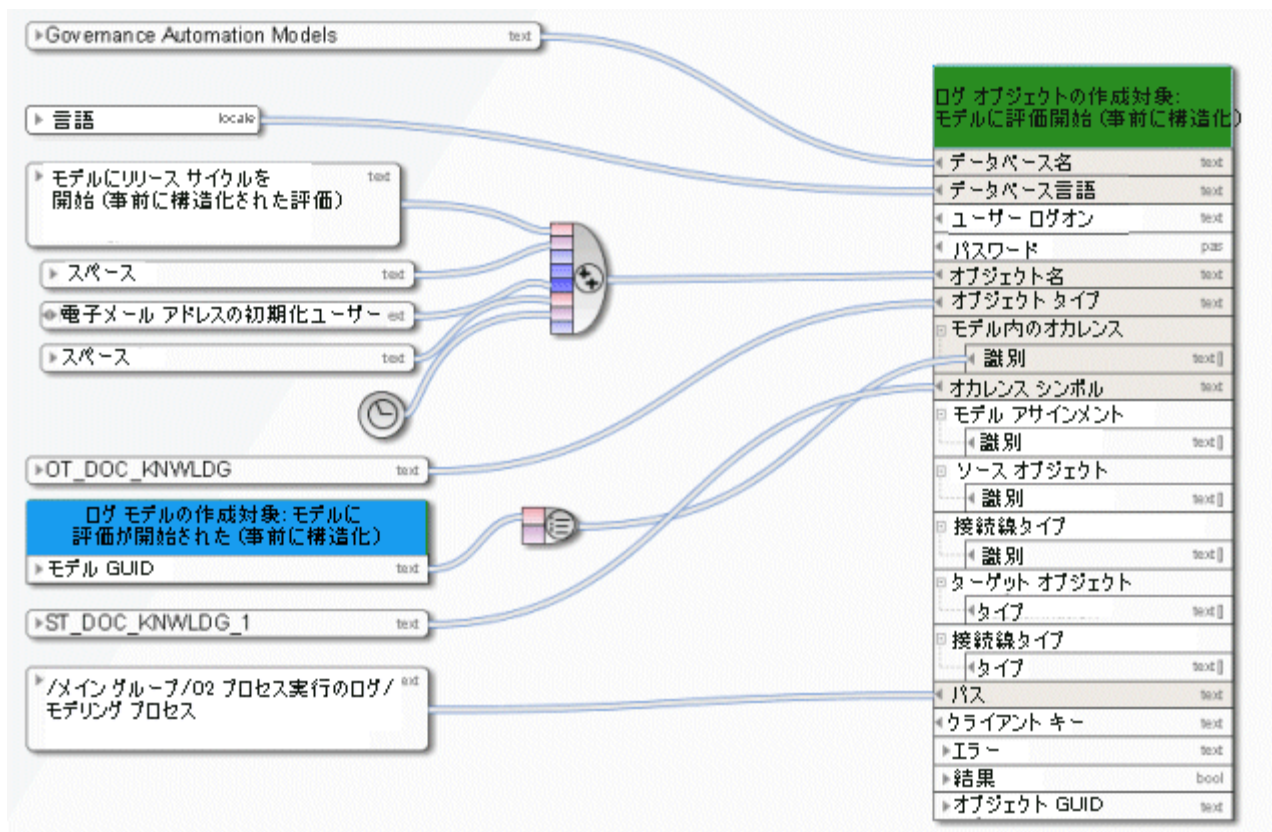 Governance Automation Models text
言語 locale
モデルにリリース サイクルを text
開始 (事前に構造化された評価)
スペース text
電子メール アドレスの初期化ユーザー ext
スペース text
OT_DOC_KNWLDG text
ログ モデルの作成対象: モデルに
評価が開始された (事前に構造化)
モデル GUID text
ST_DOC_KNWLDG_1 text
/メイン グループ/02 プロセス実行のログ/ ext
モデリング プロセス
ログ オブジェクトの作成対象:
モデルに評価開始 (事前に構造化)
データベース名 text
データベース言語 text
ユーザー ログオン text
パスワード pas
オブジェクト名 text
オブジェクト タイプ text
モデル内のオカレンス
識別 text[]
オカレンス シンボル text
モデル アサインメント
識別 text[]
ソース オブジェクト
識別 text[]
接続線タイプ
識別 text[]
ターゲット オブジェクト
タイプ text[]
接続線タイプ
タイプ text[]
パス text
クライアント キー text
エラー text
結果 bool
オブジェクト GUID text